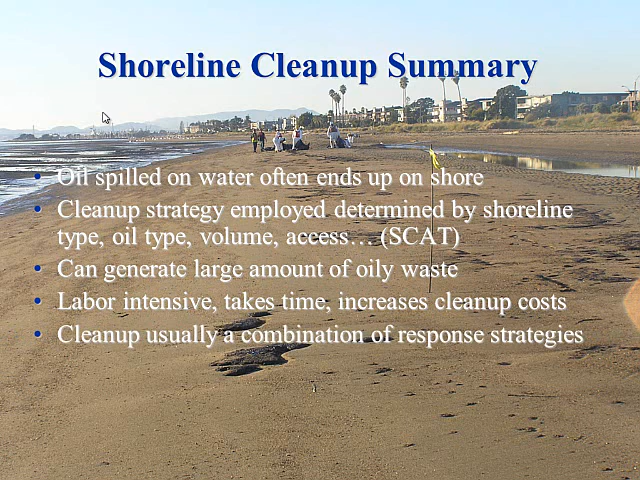 Shoreline Cleanup Summary
• Oil spilled on water often ends up on shore
• Cleanup strategy employed determined by shoreline
type, oil type, volume, access… (SCAT)
• Can generate large amount of oily waste
• Labor intensive, takes time, increases cleanup costs
• Cleanup usually a combination of response strategies